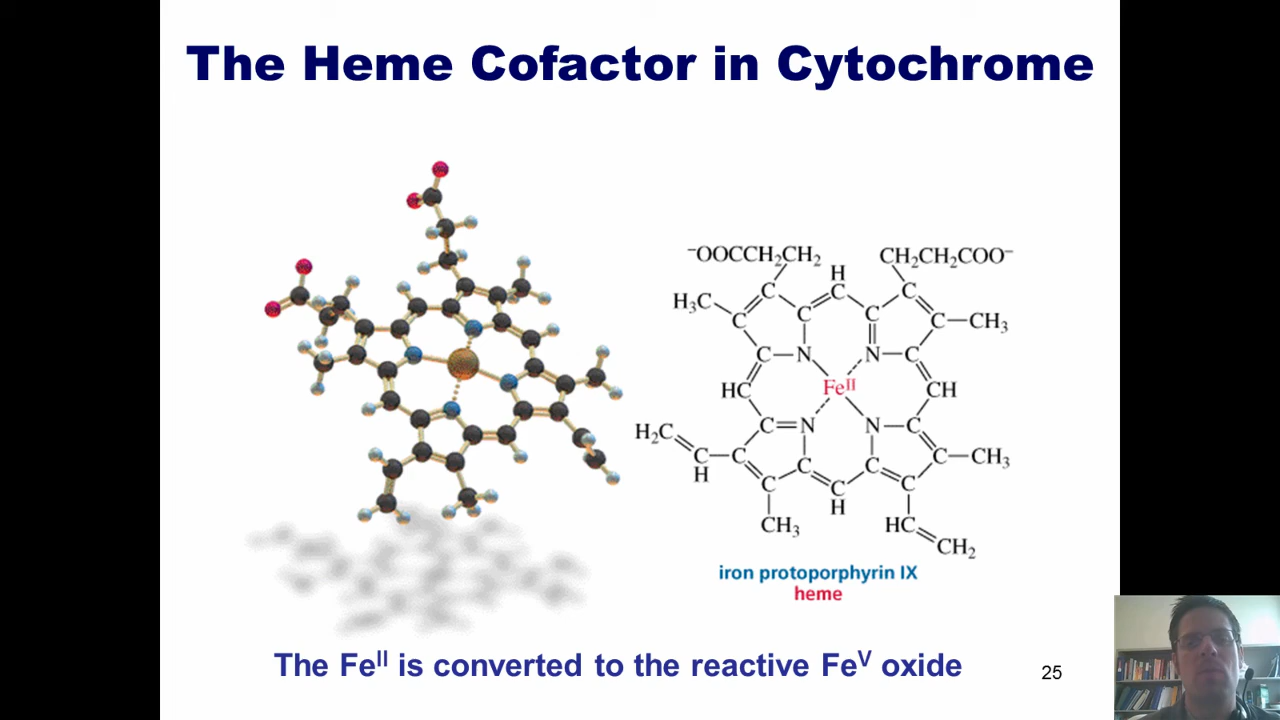 The Heme Cofactor in Cytochrome
⁻OOCCH₂CH₂ CH₂CH₂COO⁻
H
H₃C C C C C
C C CH₃
C N N C
HC Feᴵᴵ CH
C N N C
H₂C C C C C CH₃
H C C C
H
CH₃ HC CH₂
iron protoporphyrin IX
heme
The Feᴵᴵ is converted to the reactive Feⱽ oxide
25